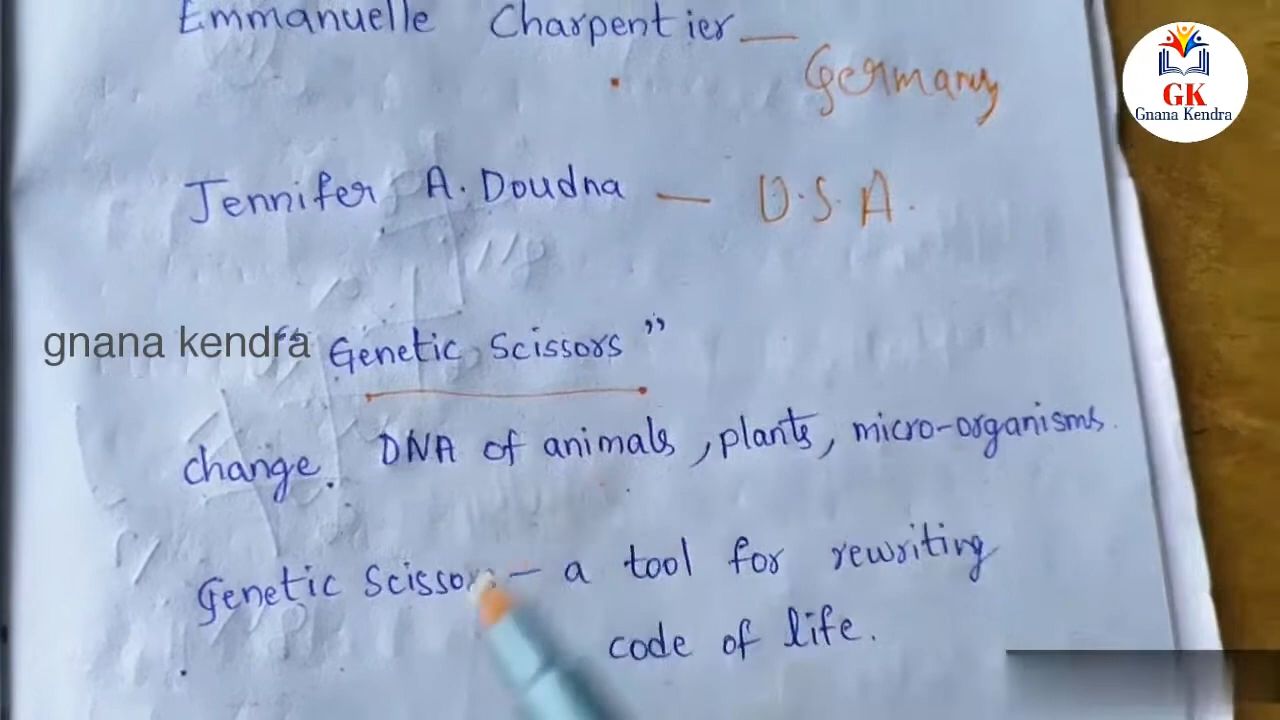 Emmanuelle Charpentier — Germany
GK
Gnana Kendra
Jennifer A. Doudna — U.S.A.
gnana kendra
“Genetic Scissors”
change DNA of animals, plants, micro-organisms.
Genetic Scissors — a tool for rewriting
code of life.